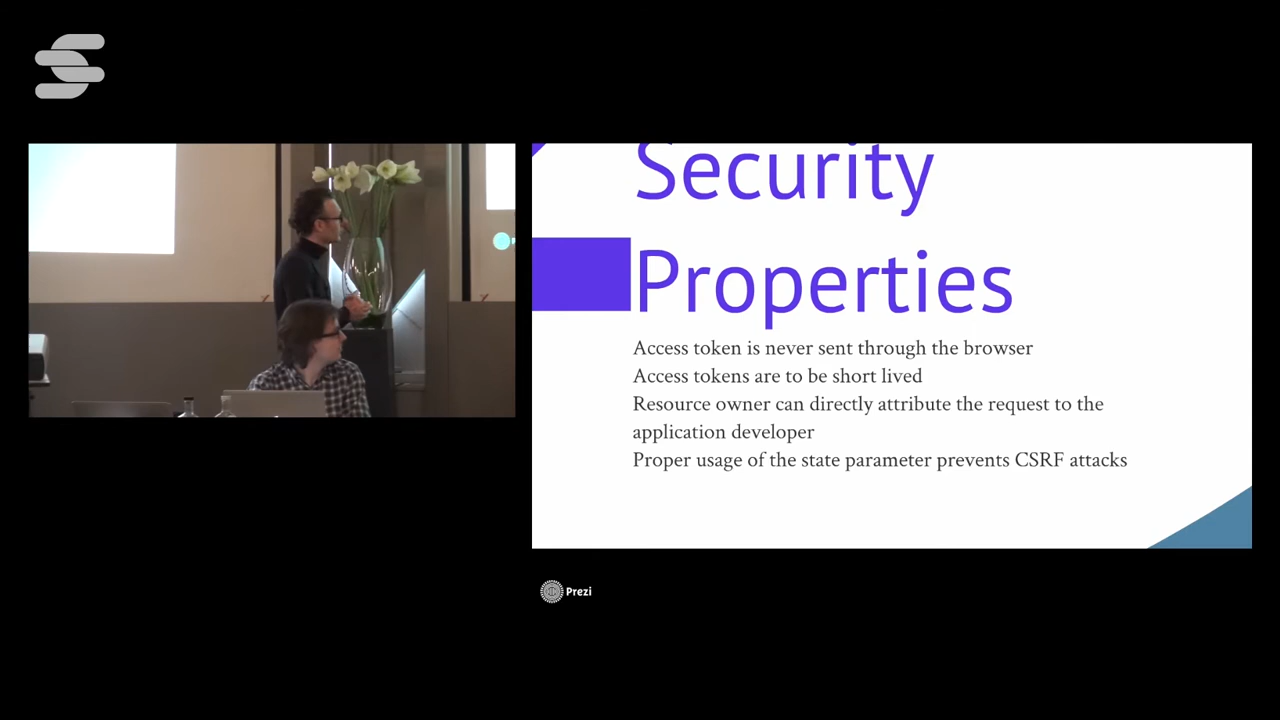 Security
Properties
Access token is never sent through the browser
Access tokens are to be short lived
Resource owner can directly attribute the request to the
application developer
Proper usage of the state parameter prevents CSRF attacks
Prezi